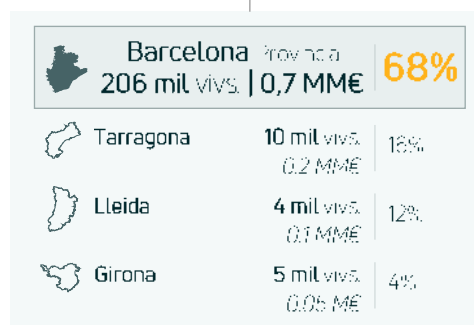 Barcelona Provincia
206 mil vivs. | 0,7 MM€
68%
Tarragona
10 mil vivs.
0.2 MM€
16%
Lleida
4 mil vivs.
0.1 MM€
12%
Girona
5 mil vivs.
0.05 M€
4%